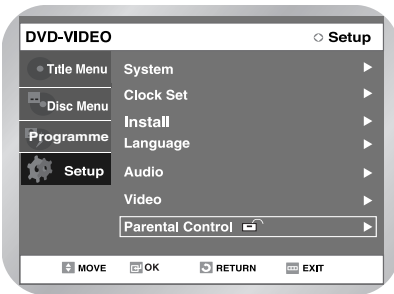 DVD-VIDEO Setup
Title Menu
Disc Menu
Programme
Setup
System
Clock Set
Install
Language
Audio
Video
Parental Control
MOVE OK RETURN EXIT